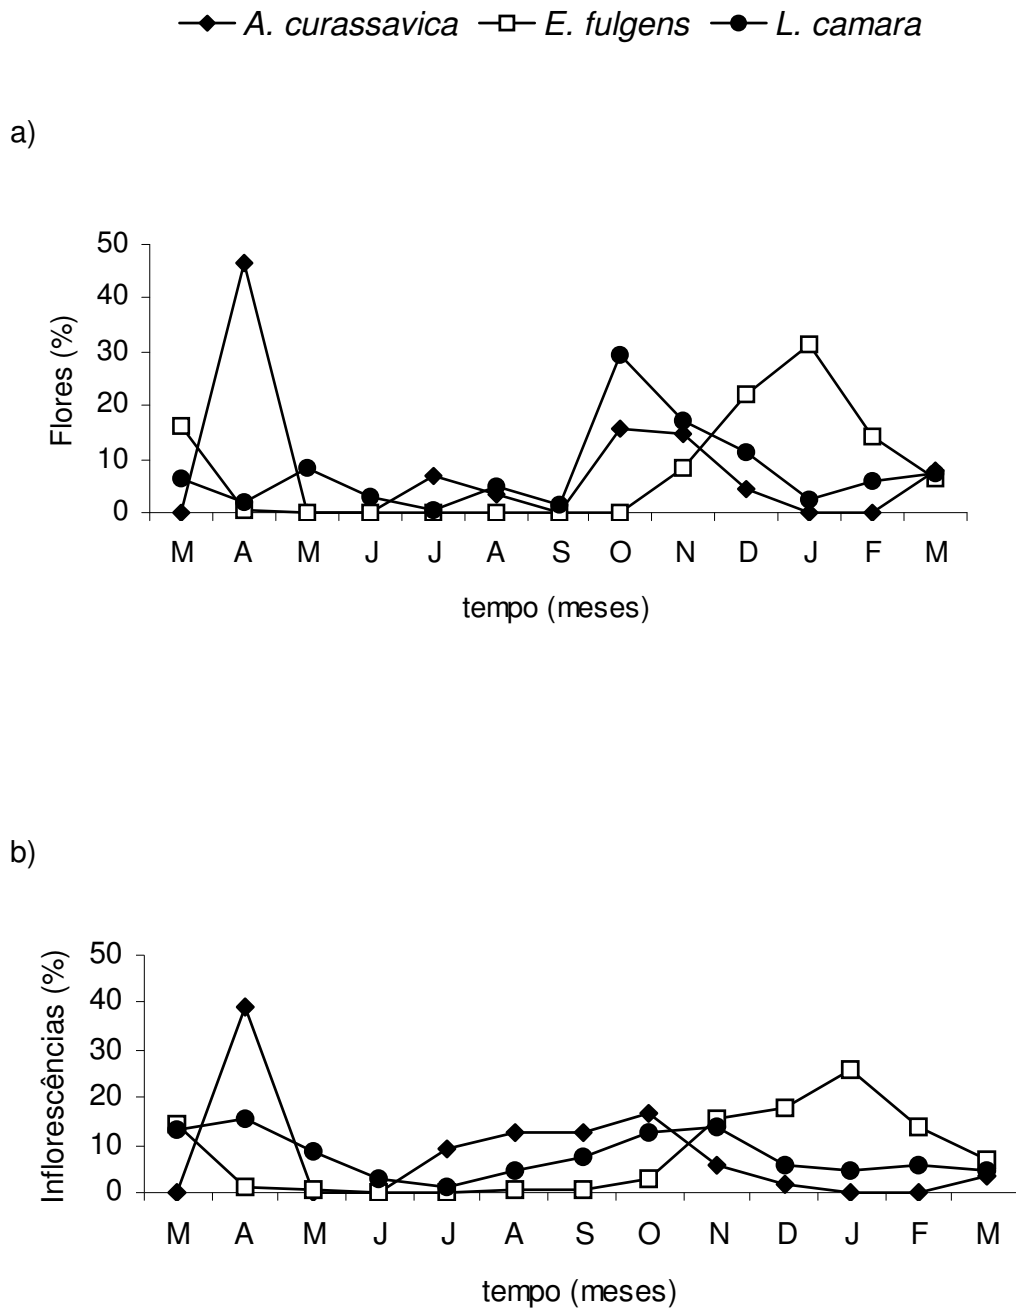 A. curassavica E. fulgens L. camara
a)
50
40
30
20
10
0
Flores (%)
M A M J J A S O N D J F M
tempo (meses)
b)
50
40
30
20
10
0
Inflorescências (%)
M A M J J A S O N D J F M
tempo (meses)